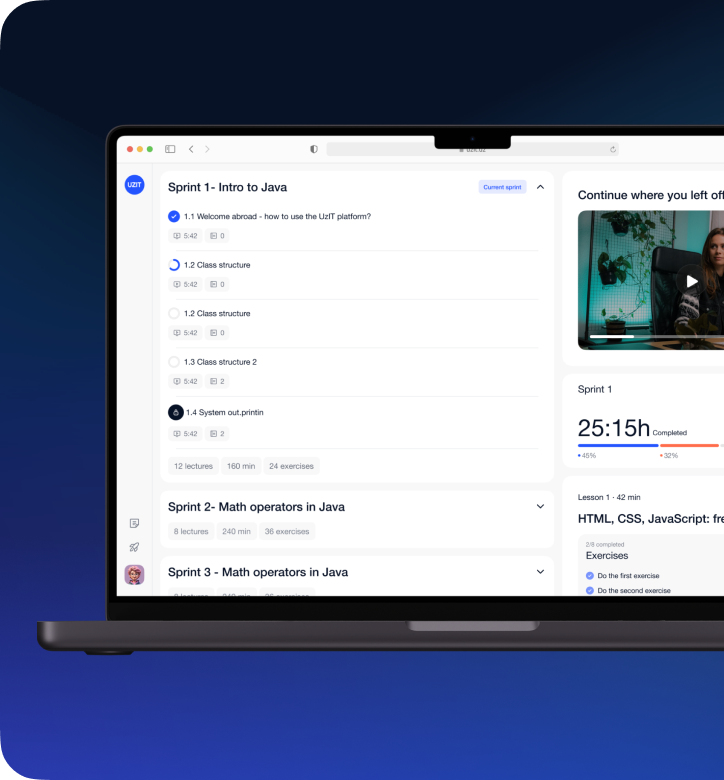 UZIT
Sprint 1- Intro to Java
Current sprint
1.1 Welcome abroad - how to use the UzIT platform?
5:42
0
1.2 Class structure
5:42
0
1.2 Class structure
5:42
0
1.3 Class structure 2
5:42
2
1.4 System out.printin
5:42
2
12 lectures
160 min
24 exercises
Sprint 2- Math operators in Java
8 lectures
240 min
36 exercises
Sprint 3 - Math operators in Java
Continue where you left off
Sprint 1
25:15h Completed
45%
32%
Lesson 1 · 42 min
HTML, CSS, JavaScript: fre
2/8 completed
Exercises
Do the first exercise
Do the second exercise